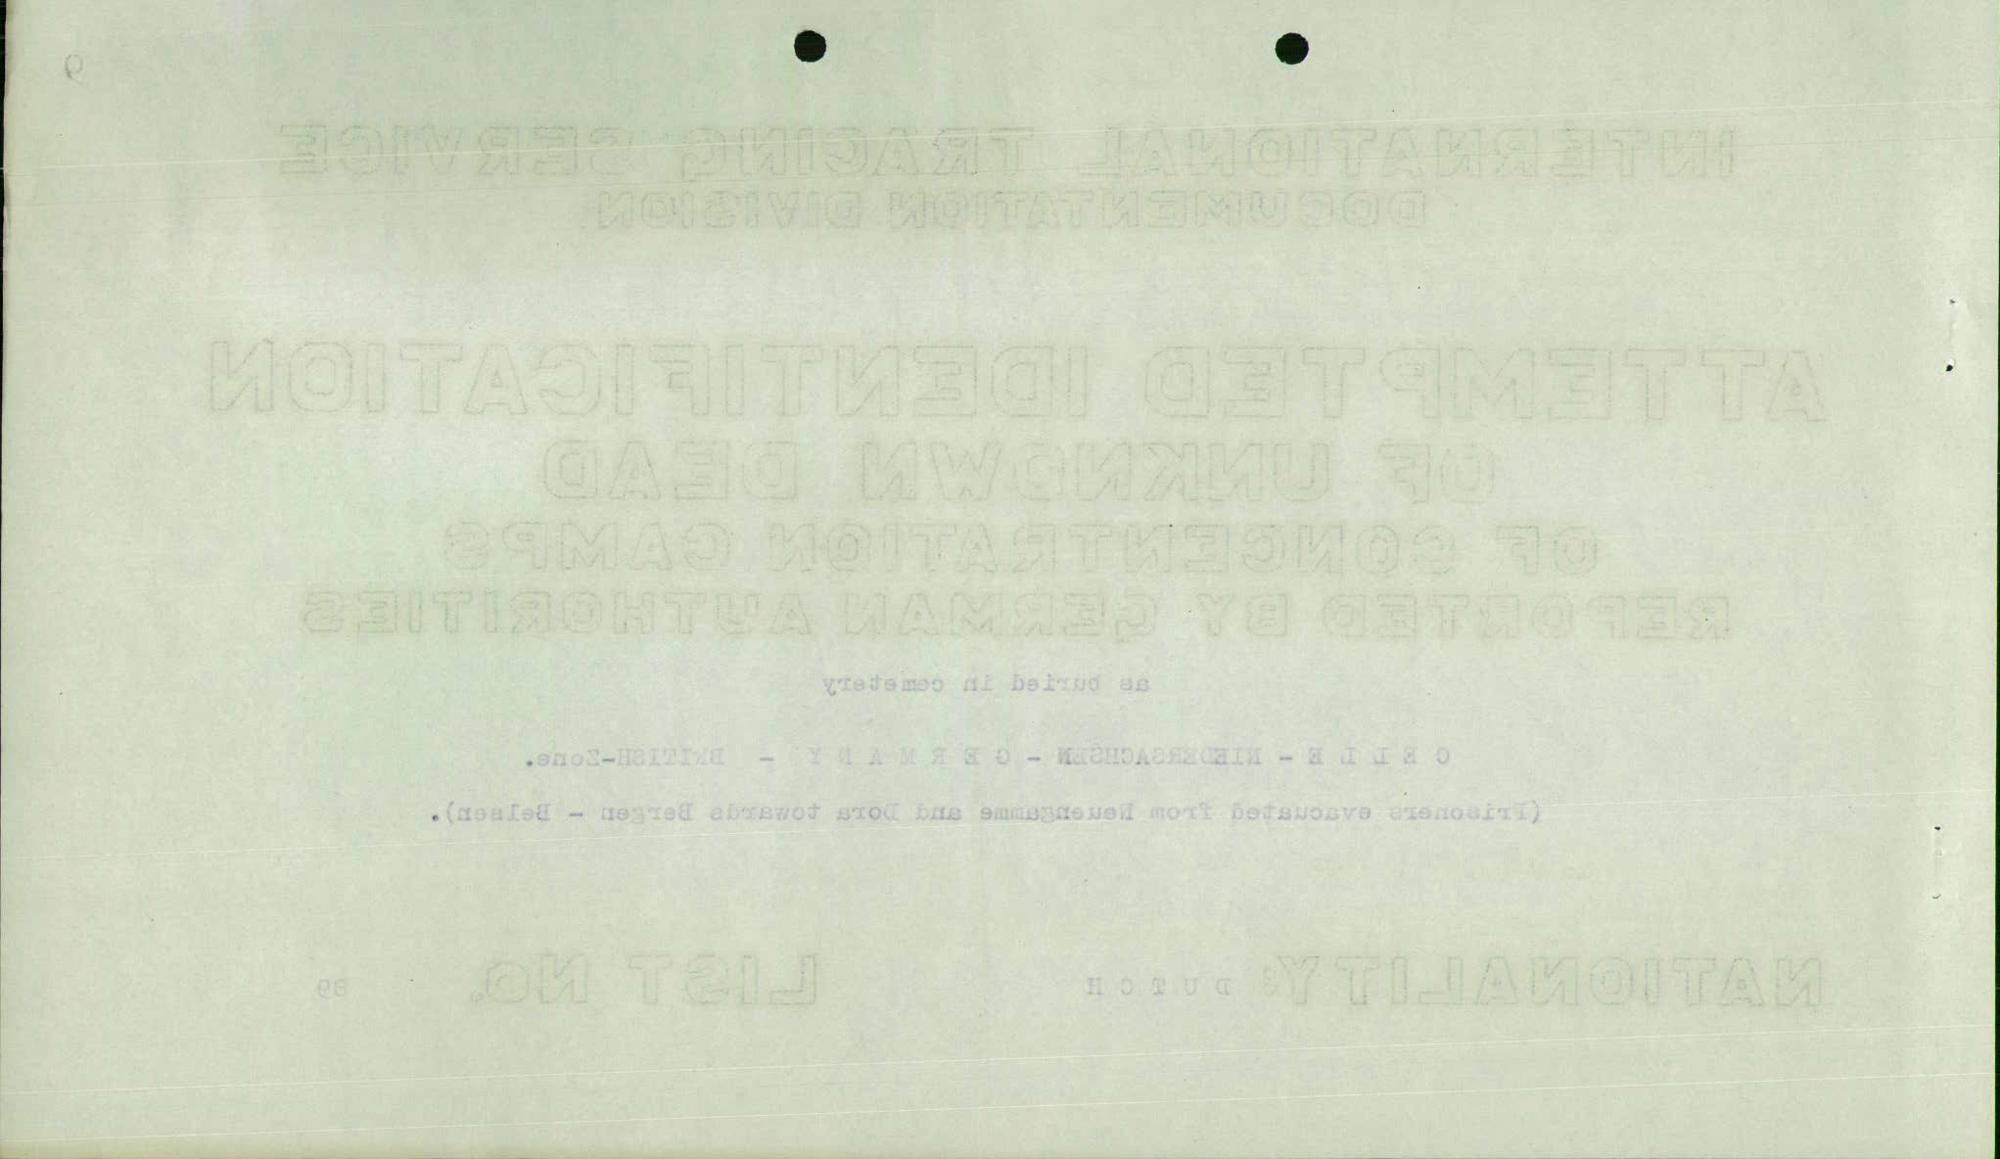 9
INTERNATIONAL TRACING SERVICE
DOCUMENTATION DIVISION
ATTEMPTED IDENTIFICATION
OF UNKNOWN DEAD
OF CONCENTRATION CAMPS
REPORTED BY GERMAN AUTHORITIES
as buried in cemetery
C E L L E - NIEDERSACHSEN - G E R M A N Y - BRITISH-Zone.
(Prisoners evacuated from Neuengamme and Dora towards Bergen - Belsen).
NATIONALITY: D U T C H LIST No. 89